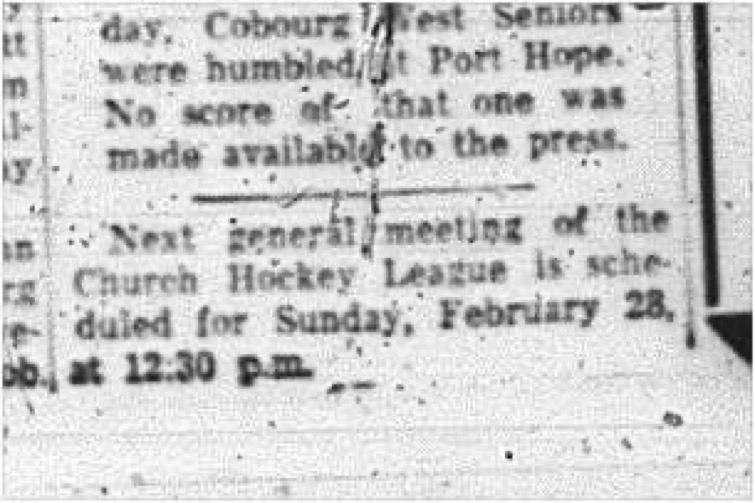 day. Cobourg West Seniors
were humbled at Port Hope.
No score of that one was
made available to the press.
Next general meeting of the
Church Hockey League is sche-
duled for Sunday, February 28,
at 12:30 p.m.